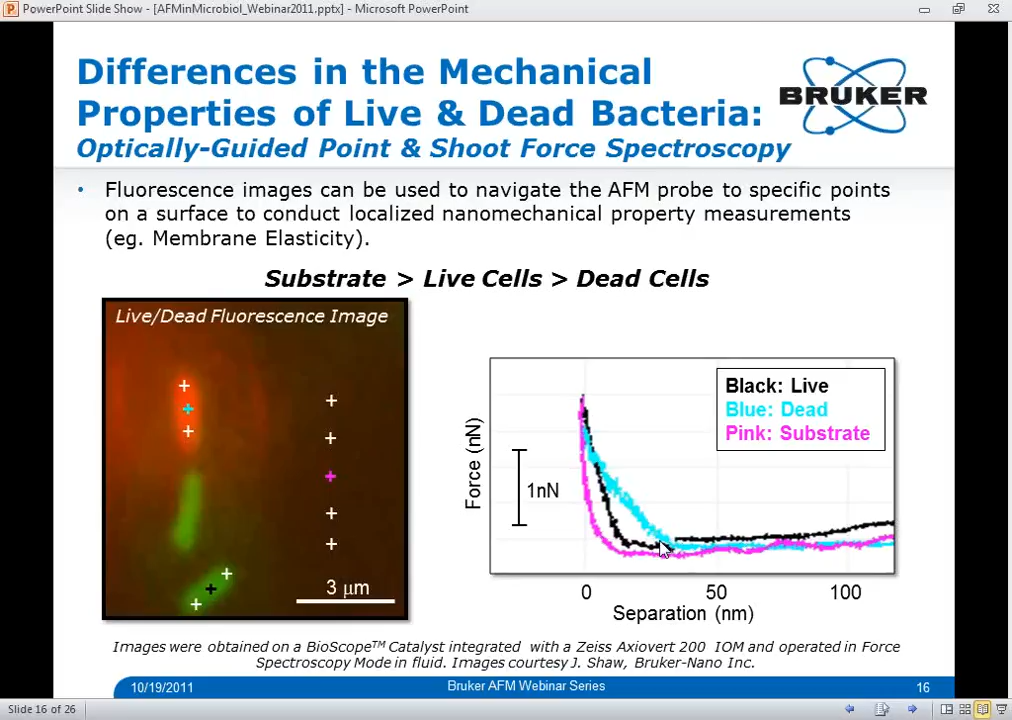 PowerPoint Slide Show - [AFMinMicrobiol_Webinar2011.pptx] - Microsoft PowerPoint
Differences in the Mechanical
Properties of Live & Dead Bacteria:
Optically-Guided Point & Shoot Force Spectroscopy
BRUKER
• Fluorescence images can be used to navigate the AFM probe to specific points
on a surface to conduct localized nanomechanical property measurements
(eg. Membrane Elasticity).
Substrate > Live Cells > Dead Cells
Live/Dead Fluorescence Image
3 μm
Force (nN)
1nN
Black: Live
Blue: Dead
Pink: Substrate
0 50 100
Separation (nm)
Images were obtained on a BioScope™ Catalyst integrated with a Zeiss Axiovert 200 IOM and operated in Force
Spectroscopy Mode in fluid. Images courtesy J. Shaw, Bruker-Nano Inc.
10/19/2011 Bruker AFM Webinar Series 16
Slide 16 of 26